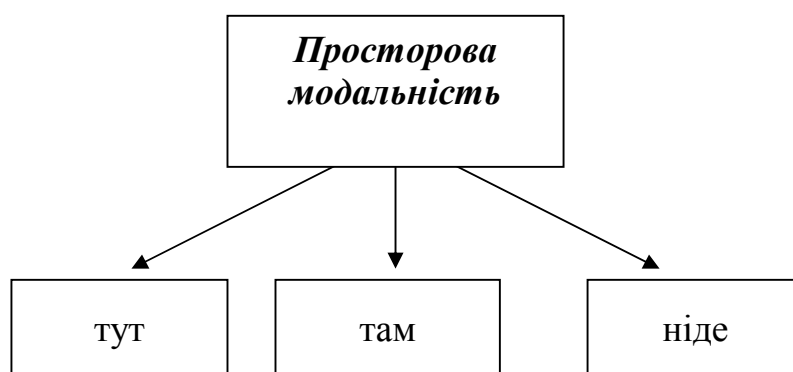 Просторова
модальність
тут
там
ніде